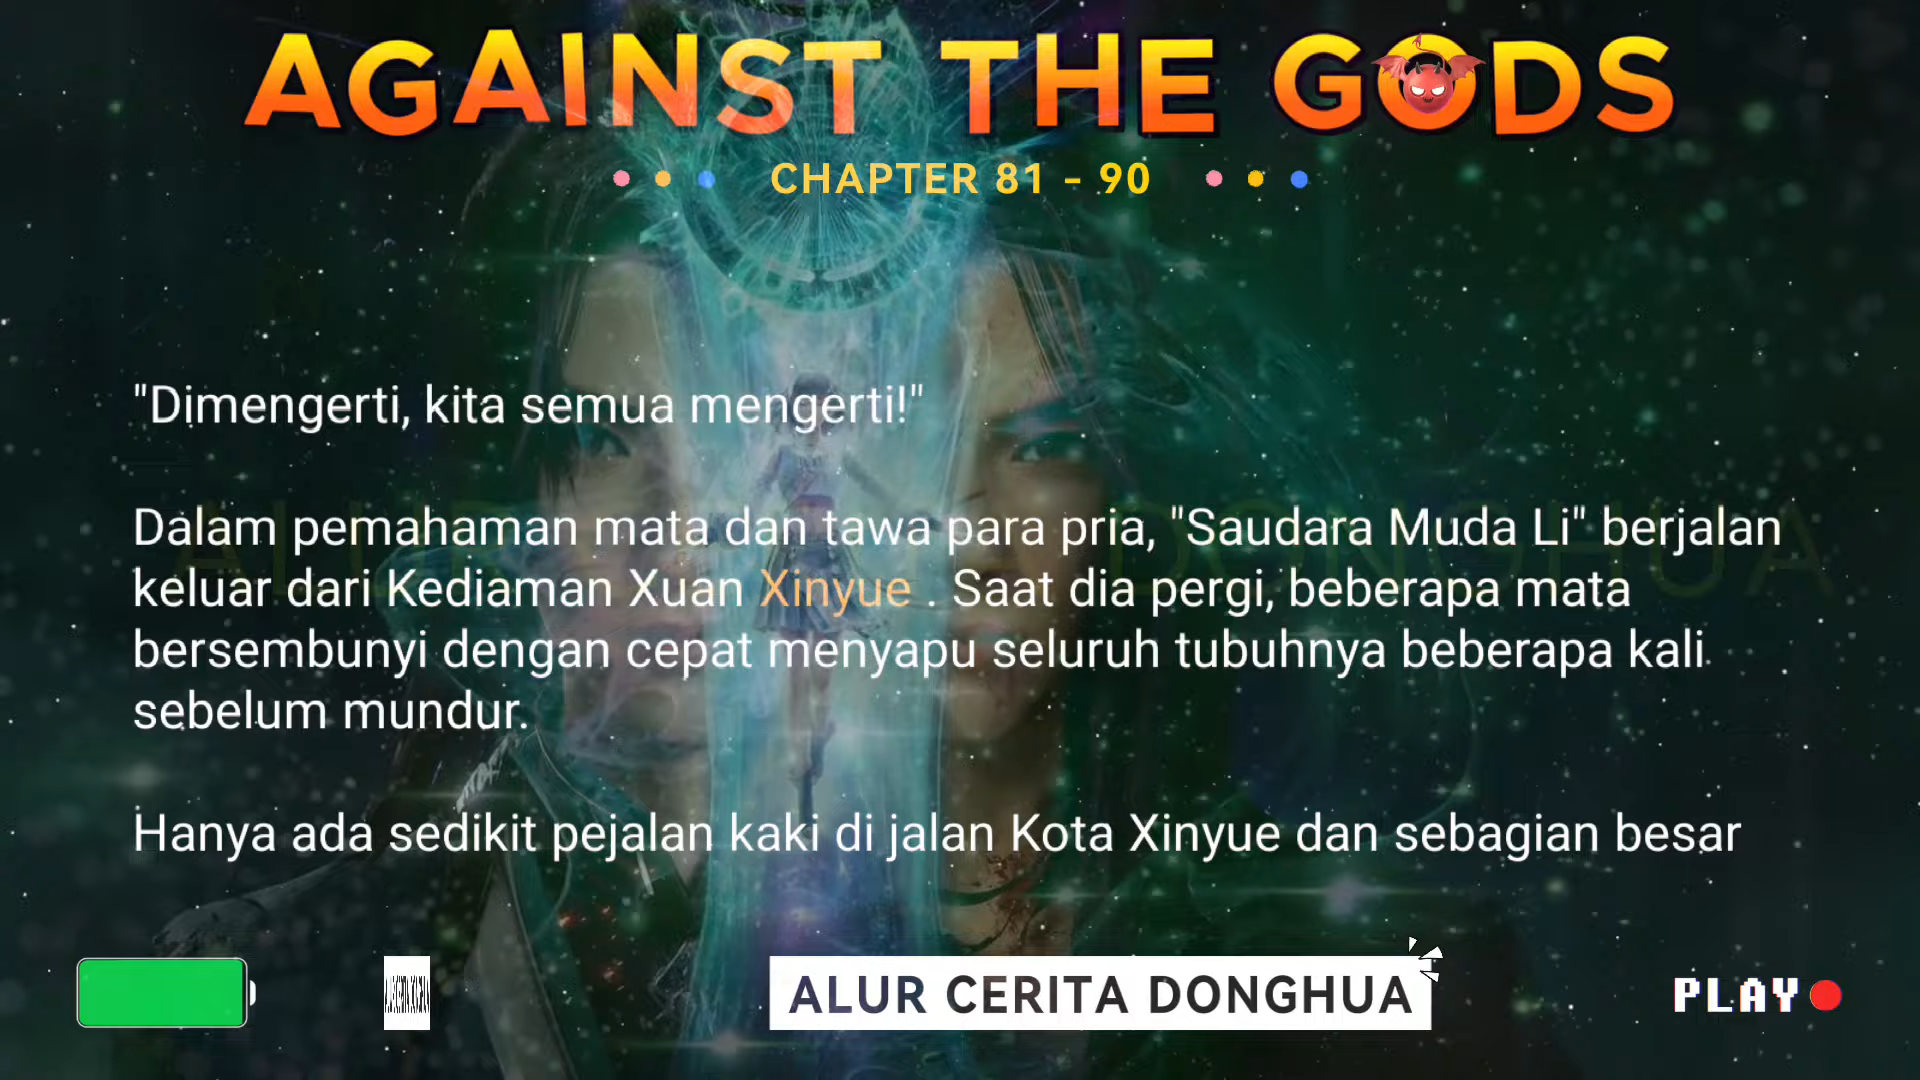 AGAINST THE GODS
CHAPTER 81 - 90
"Dimengerti, kita semua mengerti!"
Dalam pemahaman mata dan tawa para pria, "Saudara Muda Li" berjalan
keluar dari Kediaman Xuan Xinyue . Saat dia pergi, beberapa mata
bersembunyi dengan cepat menyapu seluruh tubuhnya beberapa kali
sebelum mundur.
Hanya ada sedikit pejalan kaki di jalan Kota Xinyue dan sebagian besar
ALUR CERITA DONGHUA
PLAY